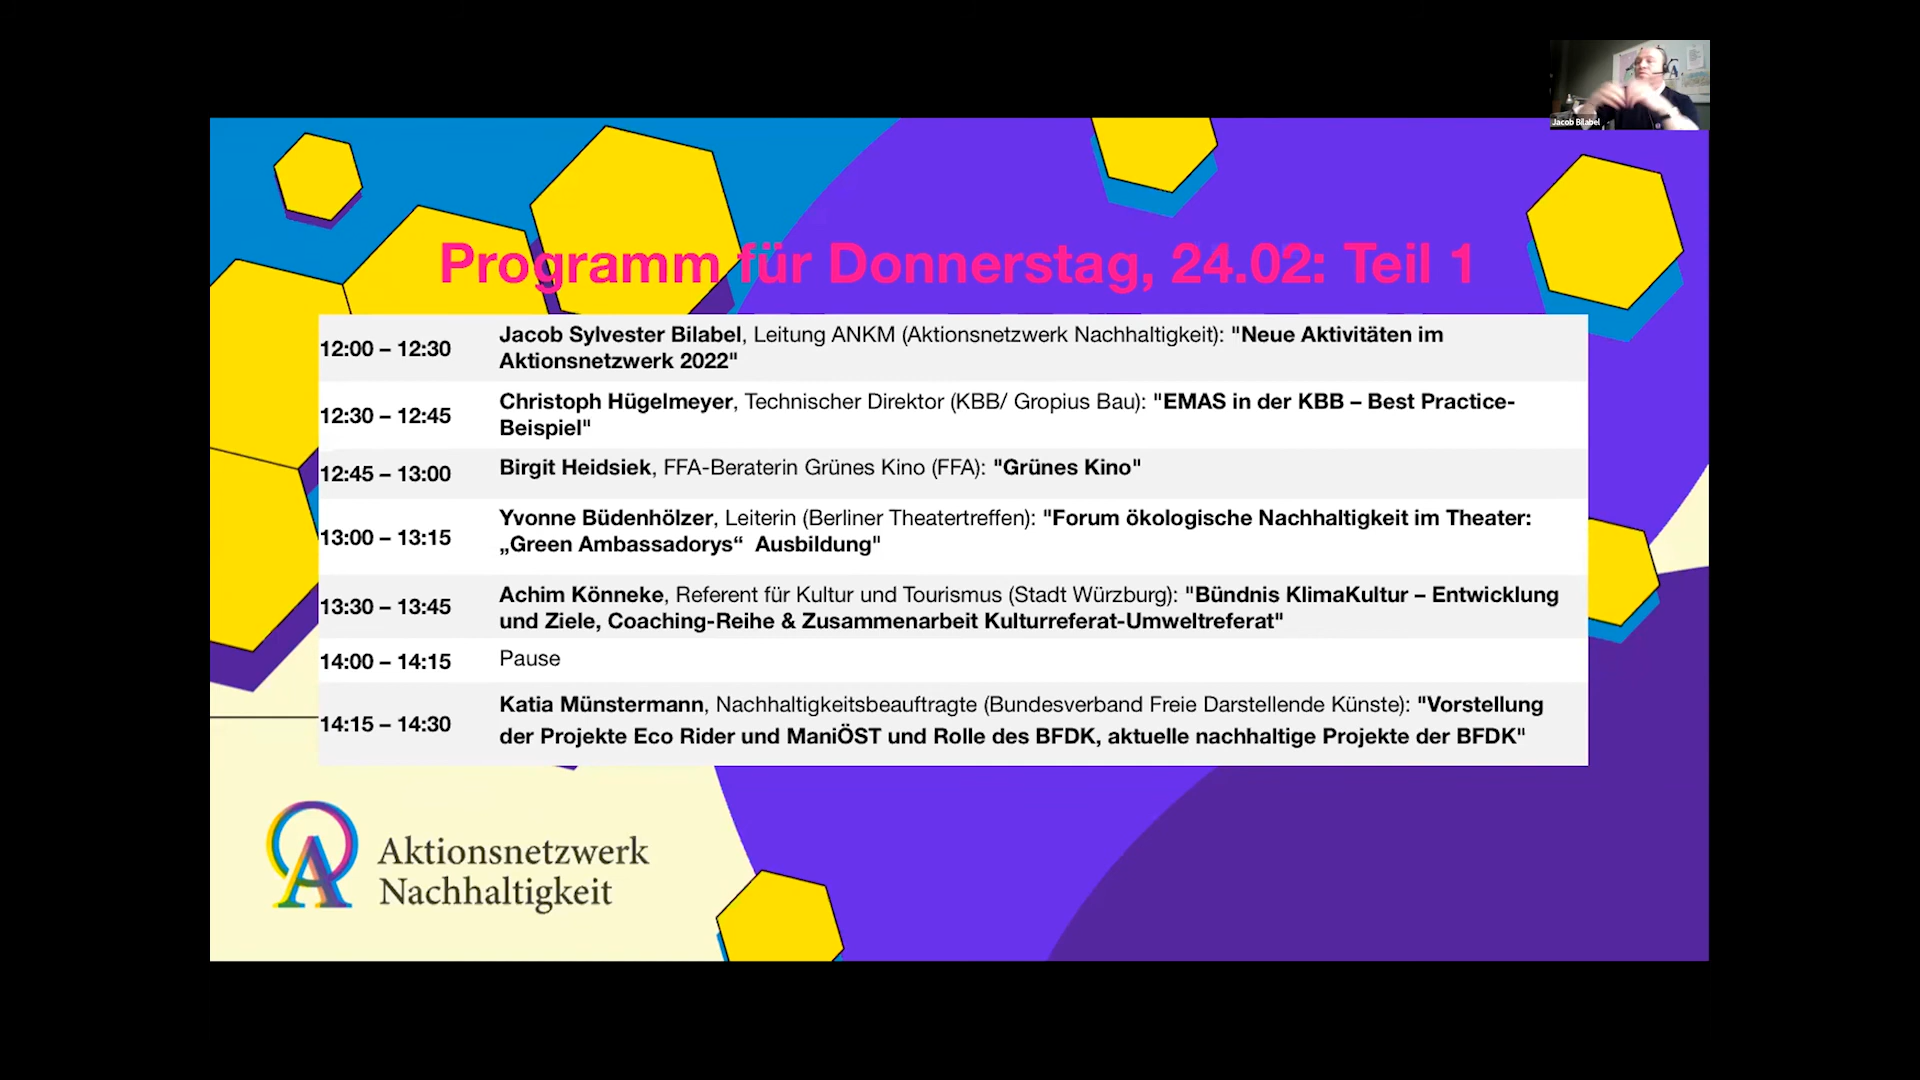 Jacob Bilabel
Programm für Donnerstag, 24.02: Teil 1
12:00 – 12:30
Jacob Sylvester Bilabel, Leitung ANKM (Aktionsnetzwerk Nachhaltigkeit): "Neue Aktivitäten im
Aktionsnetzwerk 2022"
12:30 – 12:45
Christoph Hügelmeyer, Technischer Direktor (KBB/ Gropius Bau): "EMAS in der KBB – Best Practice-
Beispiel"
12:45 – 13:00
Birgit Heidsiek, FFA-Beraterin Grünes Kino (FFA): "Grünes Kino"
13:00 – 13:15
Yvonne Büdenhölzer, Leiterin (Berliner Theatertreffen): "Forum ökologische Nachhaltigkeit im Theater:
„Green Ambassadorys“  Ausbildung"
13:30 – 13:45
Achim Könneke, Referent für Kultur und Tourismus (Stadt Würzburg): "Bündnis KlimaKultur – Entwicklung
und Ziele, Coaching-Reihe & Zusammenarbeit Kulturreferat-Umweltreferat"
14:00 – 14:15
Pause
14:15 – 14:30
Katia Münstermann, Nachhaltigkeitsbeauftragte (Bundesverband Freie Darstellende Künste): "Vorstellung
der Projekte Eco Rider und ManiÖST und Rolle des BFDK, aktuelle nachhaltige Projekte der BFDK"
Aktionsnetzwerk
Nachhaltigkeit